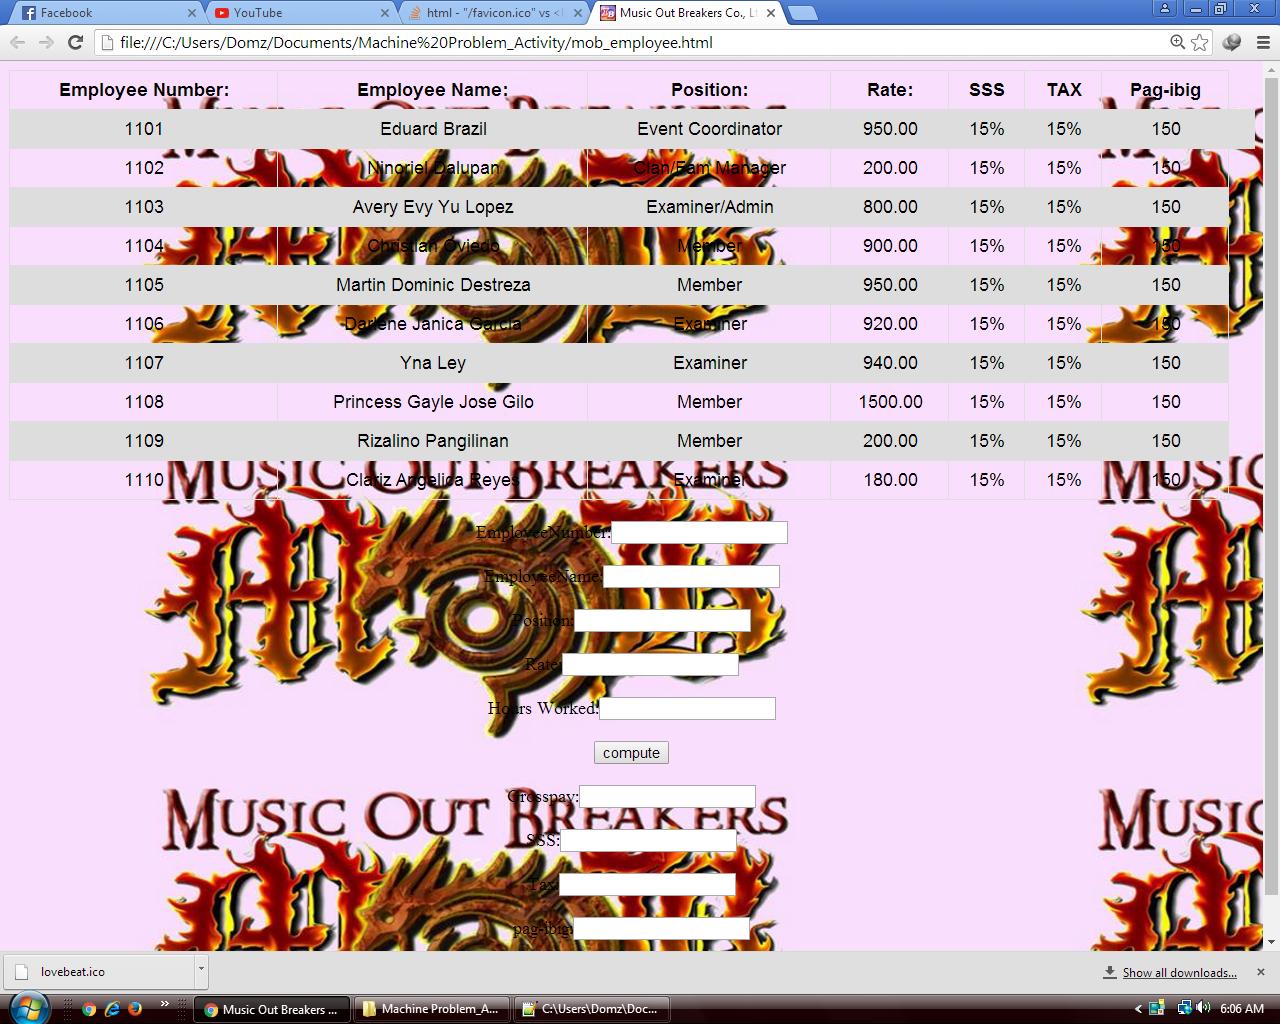 Facebook
YouTube
html - "/favicon.ico" vs <
Music Out Breakers Co., L
file:///C:/Users/Domz/Documents/Machine%20Problem_Activity/mob_employee.html
Employee Number: Employee Name: Position: Rate: SSS TAX Pag-ibig
1101 Eduard Brazil Event Coordinator 950.00 15% 15% 150
1102 Ninoriel Dalupan Clan/Fam Manager 200.00 15% 15% 150
1103 Avery Evy Yu Lopez Examiner/Admin 800.00 15% 15% 150
1104 Christian Oviedo Member 900.00 15% 15% 150
1105 Martin Dominic Destreza Member 950.00 15% 15% 150
1106 Darlene Janica Garcia Examiner 920.00 15% 15% 150
1107 Yna Ley Examiner 940.00 15% 15% 150
1108 Princess Gayle Jose Gilo Member 1500.00 15% 15% 150
1109 Rizalino Pangilinan Member 200.00 15% 15% 150
1110 Clariz Angelica Reyes Examiner 180.00 15% 15% 150
MUSIC OUT BREAKERS
MUSIC
EmployeeNumber:
EmployeeName:
Position:
Rate:
Hours Worked:
compute
MUSIC OUT BREAKERS
MUSIC
Grosspay:
SSS:
Tax:
pag-ibig:
lovebeat.ico
Show all downloads...
Music Out Breakers ...
Machine Problem_A...
C:\Users\Domz\Doc...
6:06 AM